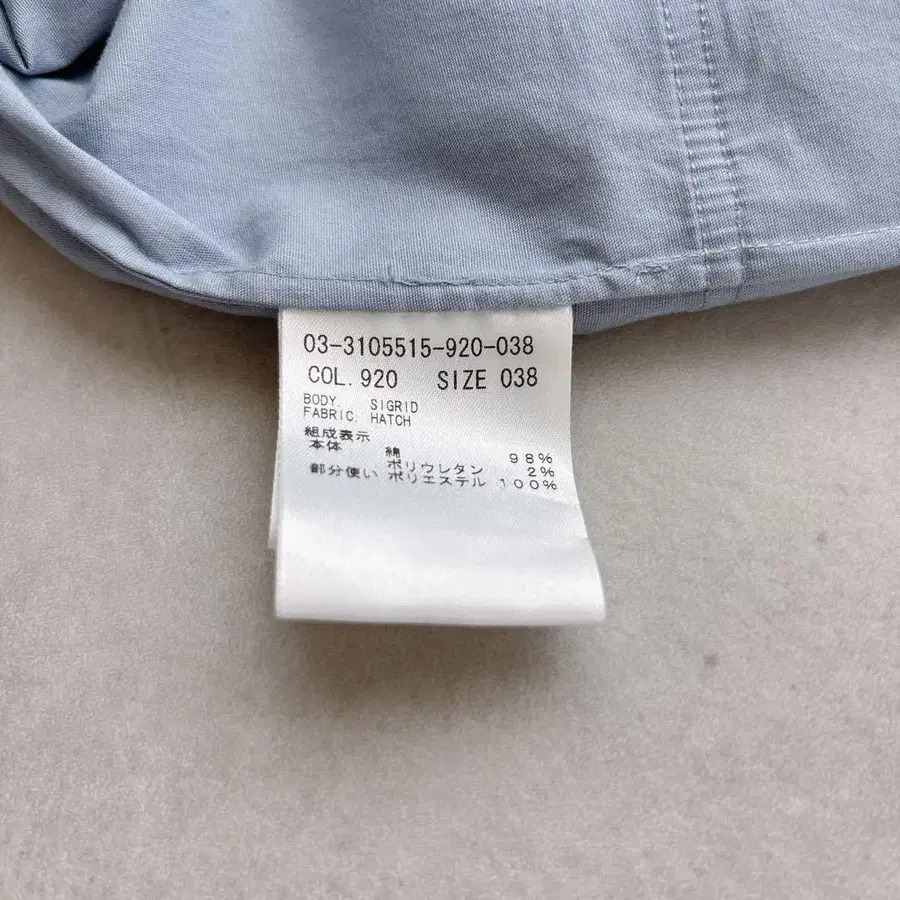 03-3105515-920-038
COL. 920 SIZE 038
BODY. SIGRID
FABRIC. HATCH
組成表示
本体 綿 98%
ポリウレタン 2%
部分使い ポリエステル 100%